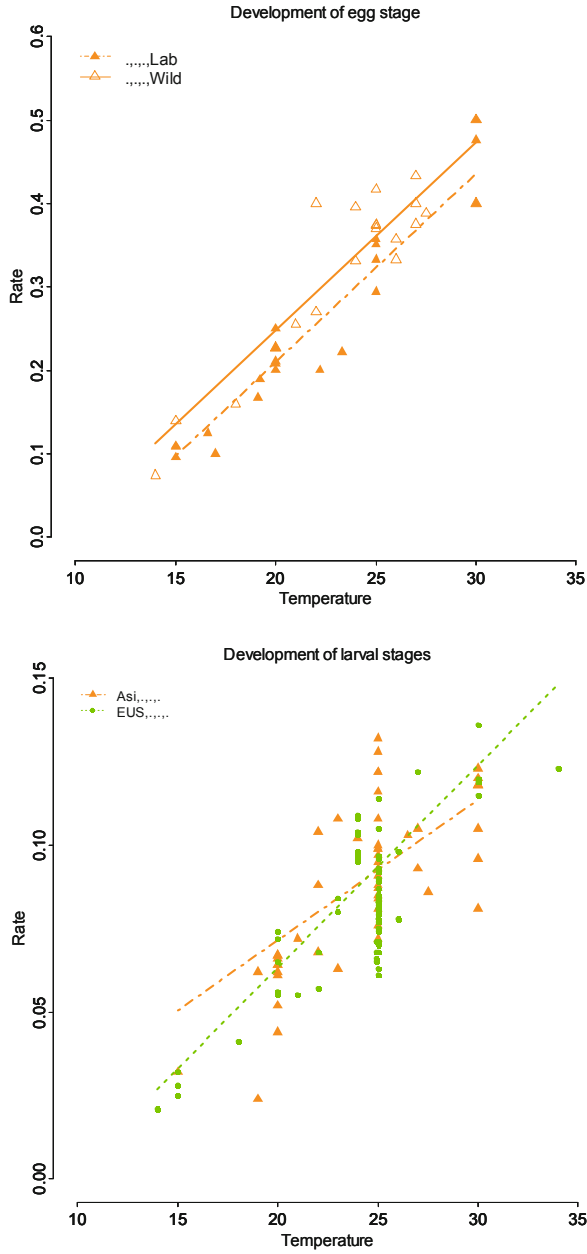 Development of egg stage
0.6
.,.,.,Lab
.,.,.,Wild
0.5
0.4
0.3
Rate
0.2
0.1
0.0
10 15 20 25 30 35
Temperature
Development of larval stages
0.15
Asi,.,.,.
EUS,.,.,.
0.10
Rate
0.05
0.00
10 15 20 25 30 35
Temperature